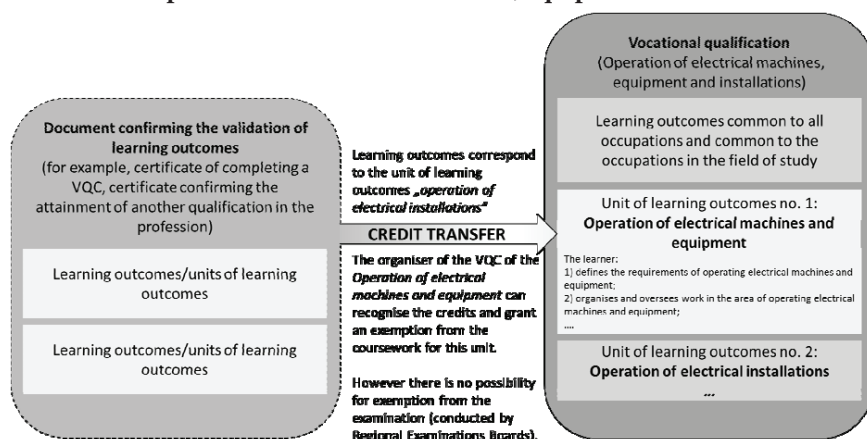 Document confirming the validation of
learning outcomes
(for example, certificate of completing a
VQC, certificate confirming the
attainment of another qualification in the
profession)
Learning outcomes/units of learning
outcomes
Learning outcomes/units of learning
outcomes
Learning outcomes correspond
to the unit of learning
outcomes „operation of
electrical installations”
CREDIT TRANSFER
The organiser of the VQC of the
Operation of electrical
machines and equipment can
recognise the credits and grant
an exemption from the
coursework for this unit.
However there is no possibility
for exemption from the
examination (conducted by
Regional Examinations Boards).
Vocational qualification
(Operation of electrical machines,
equipment and installations)
Learning outcomes common to all
occupations and common to the
occupations in the field of study
Unit of learning outcomes no. 1:
Operation of electrical machines and
equipment
The learner:
1) defines the requirements of operating electrical machines and
equipment;
2) organises and oversees work in the area of operating electrical
machines and equipment;
....
Unit of learning outcomes no. 2:
Operation of electrical installations
...